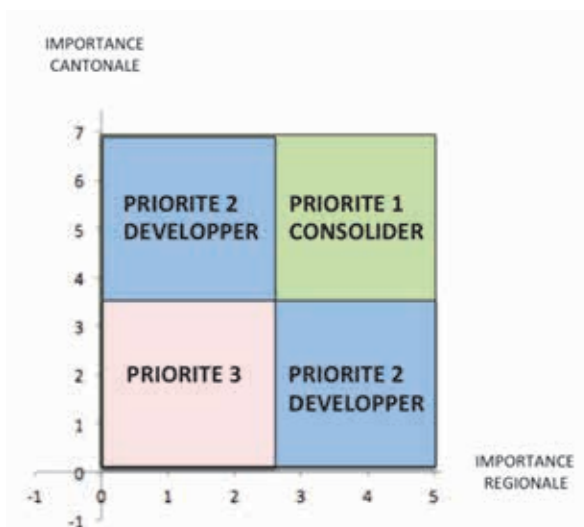 IMPORTANCE
CANTONALE
7
6
5
4
3
2
1
0
-1
PRIORITE 2
DEVELOPPER
PRIORITE 1
CONSOLIDER
PRIORITE 3
PRIORITE 2
DEVELOPPER
-1
0
1
2
3
4
5
IMPORTANCE
REGIONALE